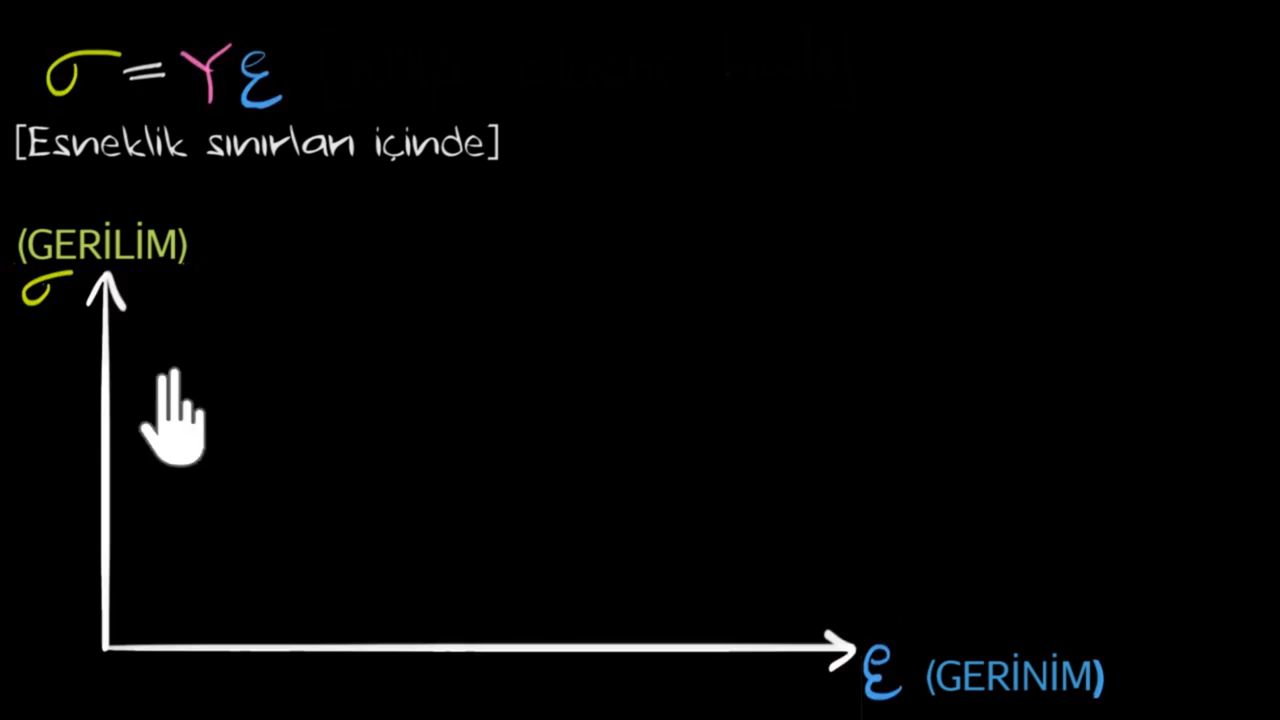 σ = Y ε
[Esneklik sınırları içinde]
(GERİLİM)
σ
ε (GERİNİM)